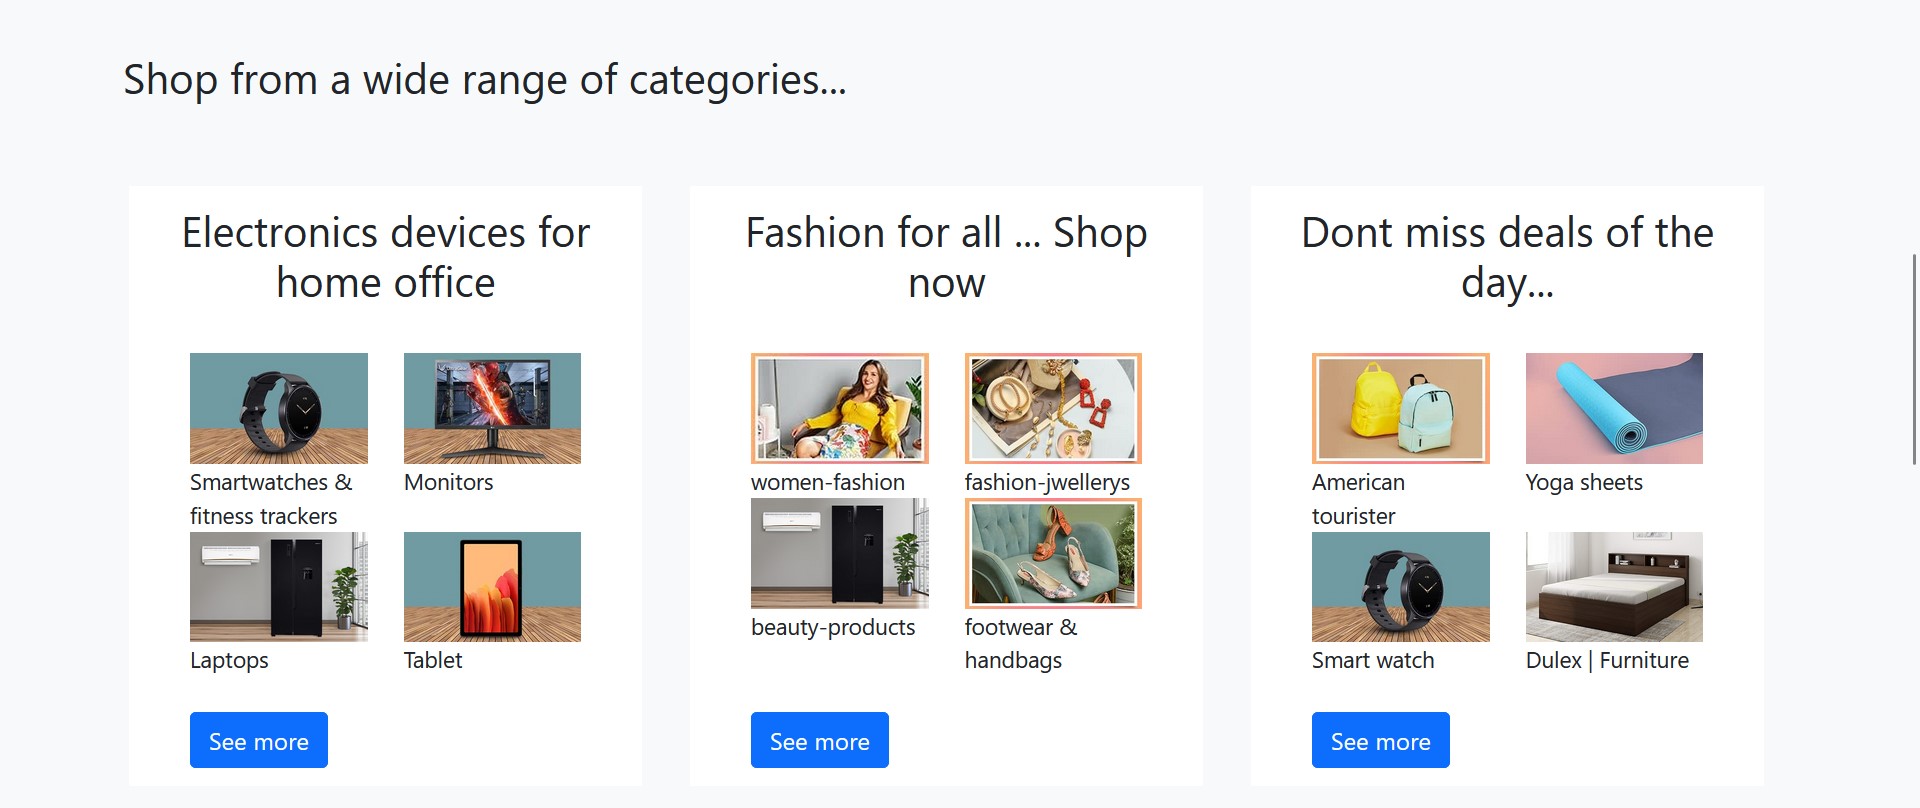 Shop from a wide range of categories...
Electronics devices for
home office
Smartwatches &
fitness trackers
Monitors
Laptops
Tablet
See more
Fashion for all ... Shop
now
women-fashion
fashion-jwellerys
beauty-products
footwear &
handbags
See more
Dont miss deals of the
day...
American
tourister
Yoga sheets
Smart watch
Dulex | Furniture
See more